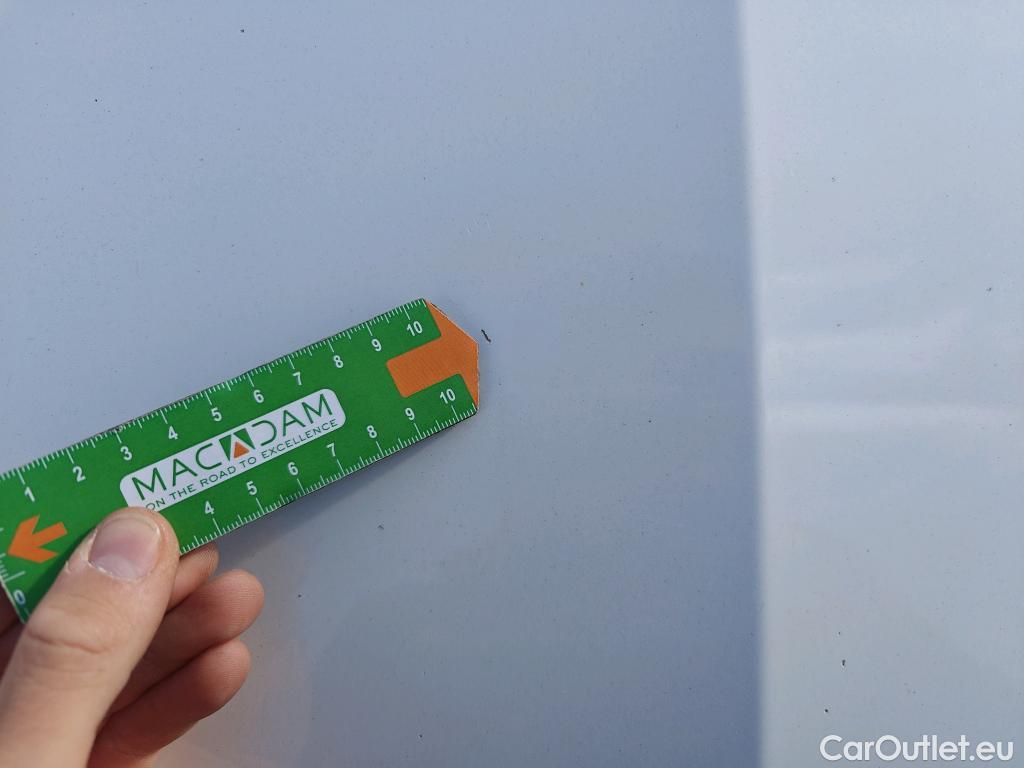 1 2 3 4 5 6 7 8 9 10
MACADAM
ON THE ROAD TO EXCELLENCE
0 4 5 6 7 8 9 10
CarOutlet.eu